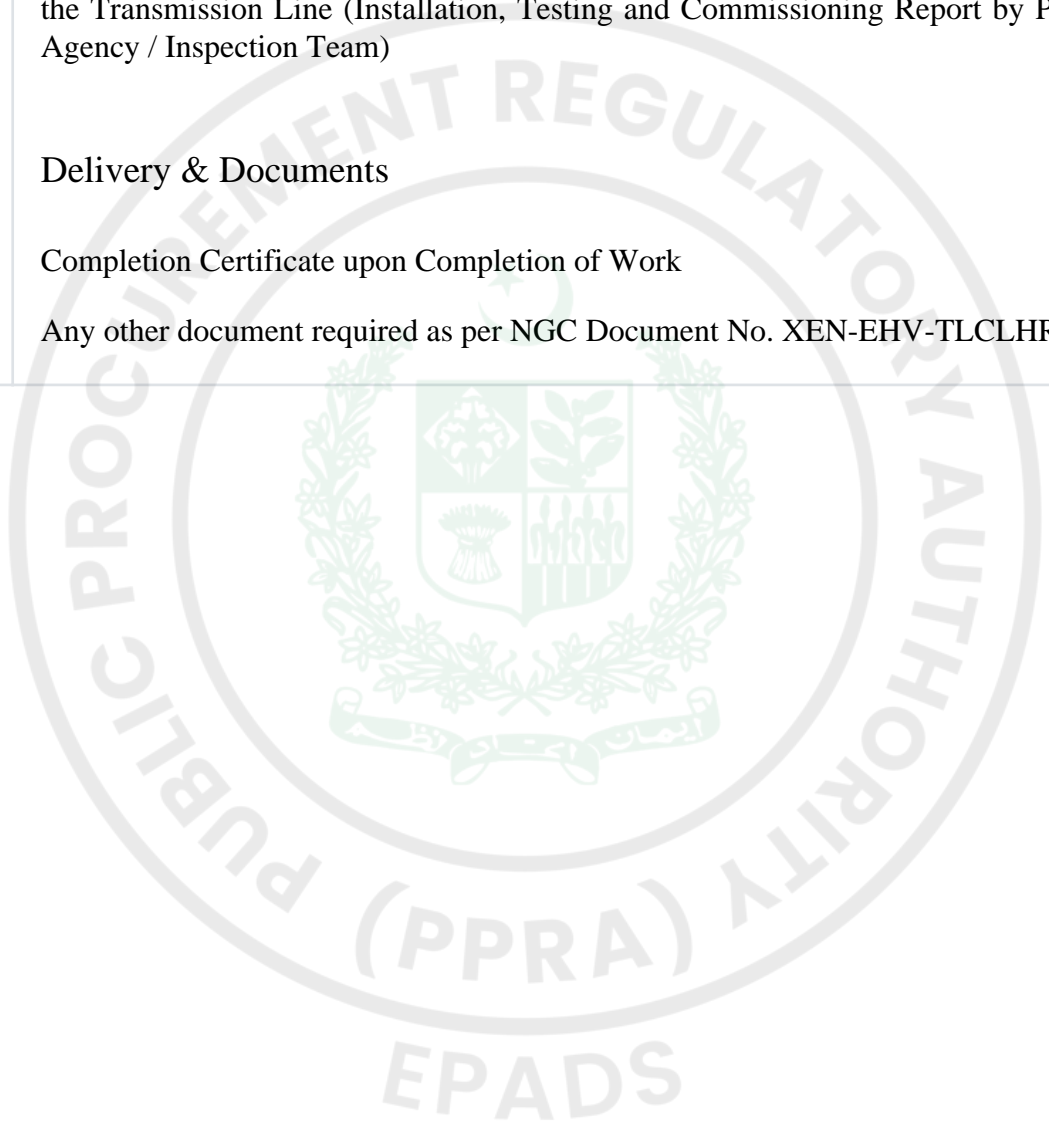 the Transmission Line (Installation, Testing and Commissioning Report by
Agency / Inspection Team)
Delivery & Documents
Completion Certificate upon Completion of Work
Any other document required as per NGC Document No. XEN-EHV-TLCLHR
PUBLIC PROCUREMENT REGULATORY AUTHORITY
(PPRA)
EPADS